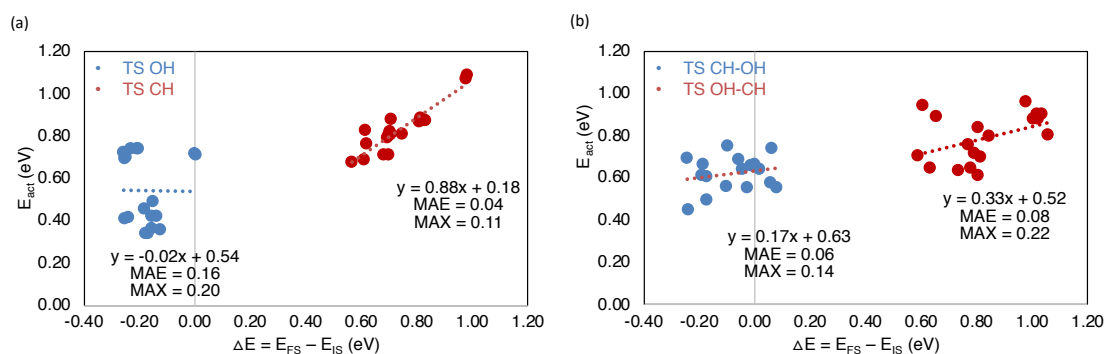 (a)
1.20
1.00
0.80
0.60
0.40
0.20
0.00
E_act (eV)
TS OH
TS CH
y = -0.02x + 0.54
MAE = 0.16
MAX = 0.20
y = 0.88x + 0.18
MAE = 0.04
MAX = 0.11
-0.40 -0.20 0.00 0.20 0.40 0.60 0.80 1.00 1.20
ΔE = E_FS – E_IS (eV)
(b)
1.20
1.00
0.80
0.60
0.40
0.20
0.00
E_act (eV)
TS CH-OH
TS OH-CH
y = 0.17x + 0.63
MAE = 0.06
MAX = 0.14
y = 0.33x + 0.52
MAE = 0.08
MAX = 0.22
-0.40 -0.20 0.00 0.20 0.40 0.60 0.80 1.00 1.20
ΔE = E_FS – E_IS (eV)